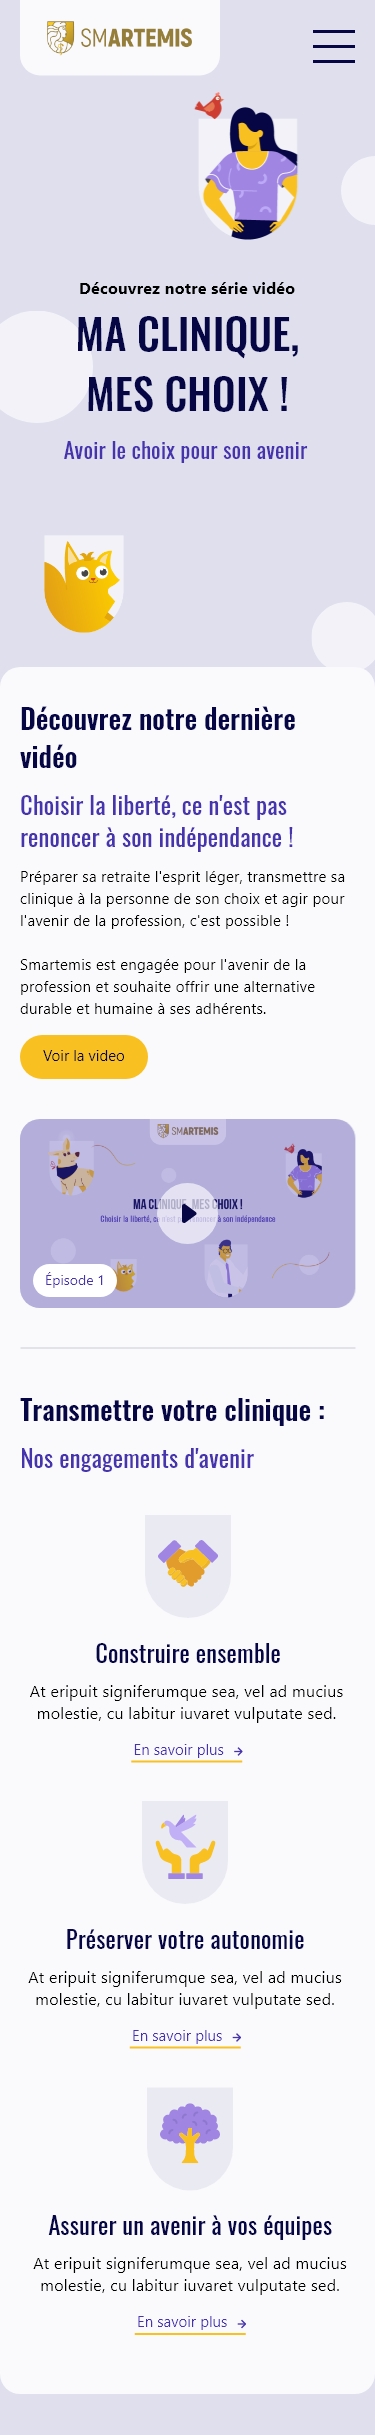 SMARTEMIS
Découvrez notre série vidéo
MA CLINIQUE,
MES CHOIX !
Avoir le choix pour son avenir
Découvrez notre dernière
vidéo
Choisir la liberté, ce n'est pas
renoncer à son indépendance !
Préparer sa retraite l'esprit léger, transmettre sa
clinique à la personne de son choix et agir pour
l'avenir de la profession, c'est possible !
Smartemis est engagée pour l'avenir de la
profession et souhaite offrir une alternative
durable et humaine à ses adhérents.
Voir la video
SMARTEMIS
MA CLINIQUE, MES CHOIX !
Choisir la liberté, ce n'est pas renoncer à son indépendance
Épisode 1
Transmettre votre clinique :
Nos engagements d'avenir
Construire ensemble
At eripuit signiferumque sea, vel ad mucius
molestie, cu labitur iuvaret vulputate sed.
En savoir plus →
Préserver votre autonomie
At eripuit signiferumque sea, vel ad mucius
molestie, cu labitur iuvaret vulputate sed.
En savoir plus →
Assurer un avenir à vos équipes
At eripuit signiferumque sea, vel ad mucius
molestie, cu labitur iuvaret vulputate sed.
En savoir plus →